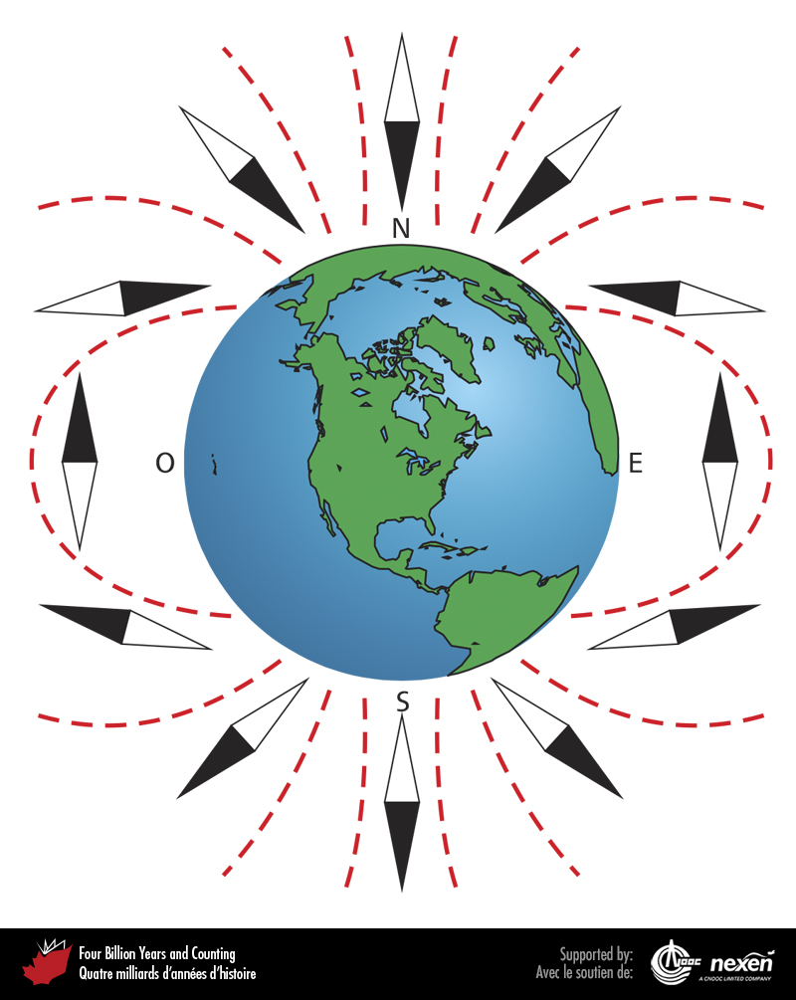 N
O
E
S
Four Billion Years and Counting
Quatre milliards d'années d'histoire
Supported by:
Avec le soutien de:
CNOOC
nexen
A CNOOC LIMITED COMPANY